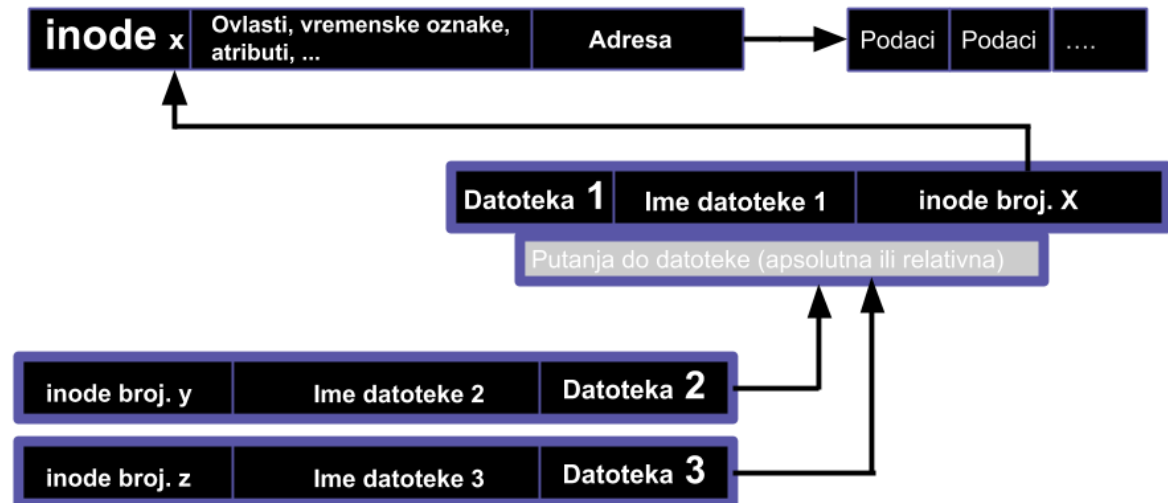 inode x
Ovlasti, vremenske oznake,
atributi, ...
Adresa
Podaci
Podaci
....
Datoteka 1
Ime datoteke 1
inode broj. X
Putanja do datoteke (apsolutna ili relativna)
inode broj. y
Ime datoteke 2
Datoteka 2
inode broj. z
Ime datoteke 3
Datoteka 3